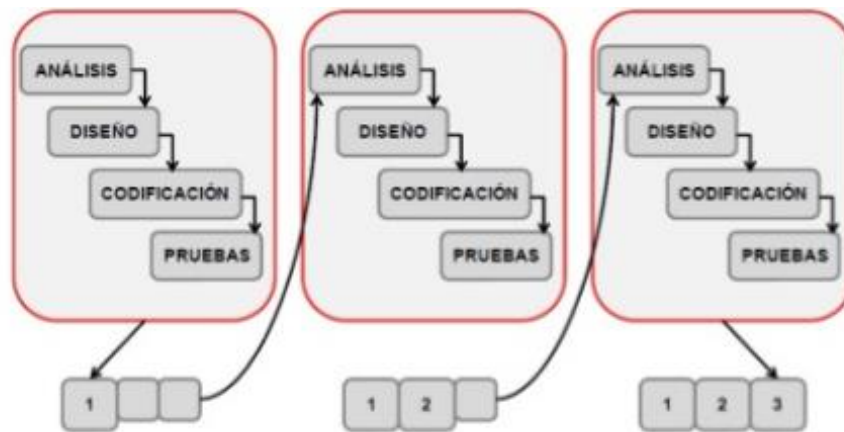 ANÁLISIS
DISEÑO
CODIFICACIÓN
PRUEBAS
ANÁLISIS
DISEÑO
CODIFICACIÓN
PRUEBAS
ANÁLISIS
DISEÑO
CODIFICACIÓN
PRUEBAS
1
1 2
1 2 3